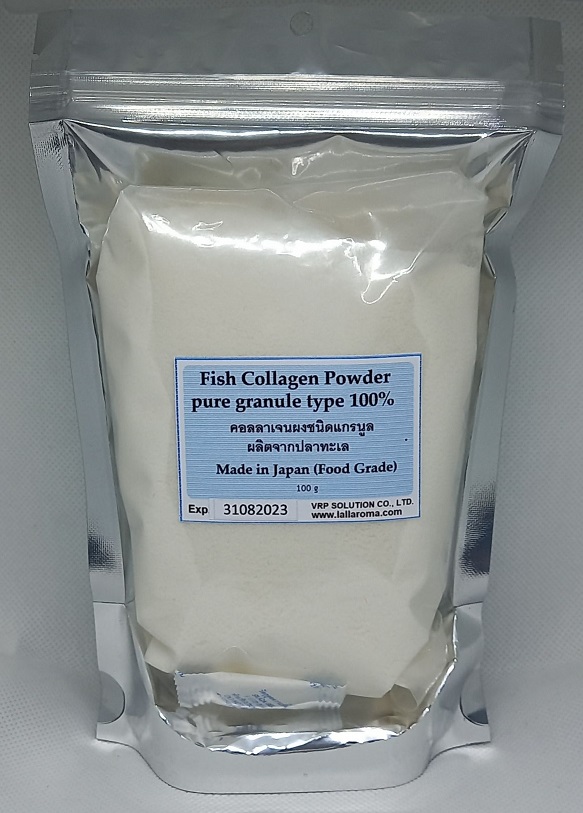 Fish Collagen Powder
pure granule type 100%
คอลลาเจนผงชนิดแกรนูล
ผลิตจากปลาทะเล
Made in Japan (Food Grade)
100 g
Exp 31082023
VRP SOLUTION CO., LTD.
www.lallaroma.com